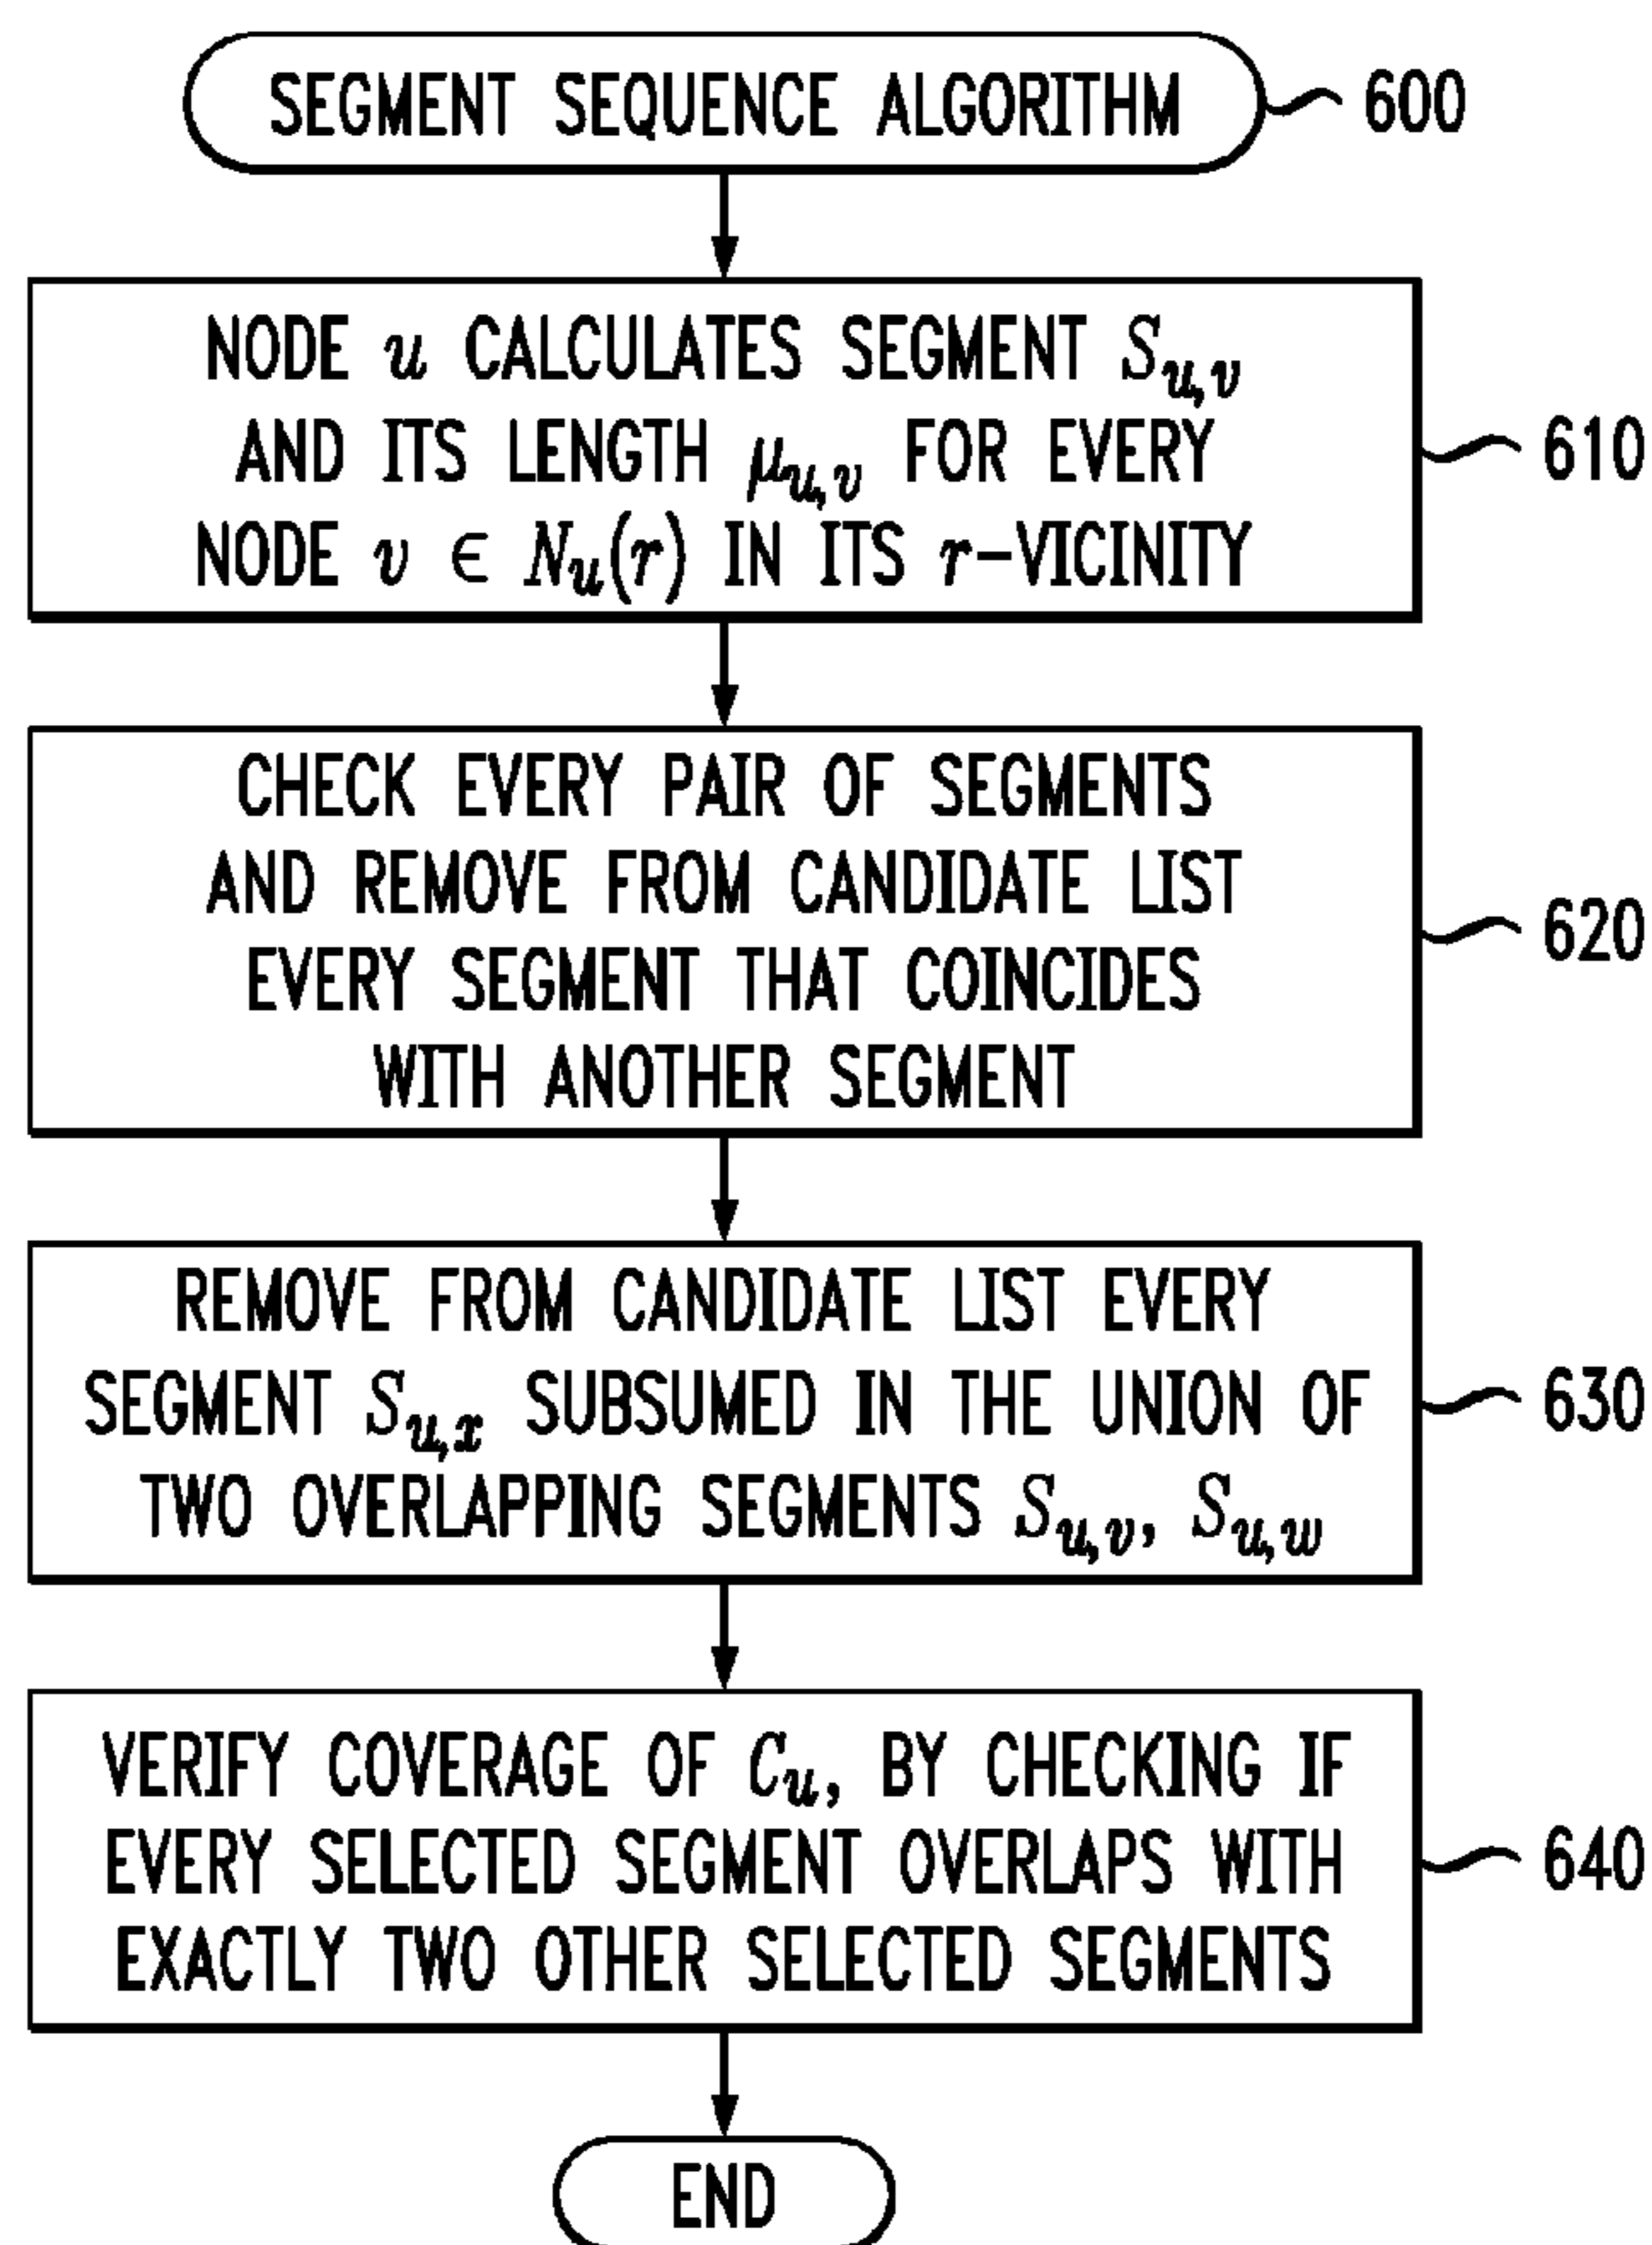 SEGMENT SEQUENCE ALGORITHM
600
NODE u CALCULATES SEGMENT S_{u,v}
AND ITS LENGTH μ_{u,v} FOR EVERY
NODE v ∈ N_u(r) IN ITS r-VICINITY
610
CHECK EVERY PAIR OF SEGMENTS
AND REMOVE FROM CANDIDATE LIST
EVERY SEGMENT THAT COINCIDES
WITH ANOTHER SEGMENT
620
REMOVE FROM CANDIDATE LIST EVERY
SEGMENT S_{u,x} SUBSUMED IN THE UNION OF
TWO OVERLAPPING SEGMENTS S_{u,v}, S_{u,w}
630
VERIFY COVERAGE OF C_u, BY CHECKING IF
EVERY SELECTED SEGMENT OVERLAPS WITH
EXACTLY TWO OTHER SELECTED SEGMENTS
640
END